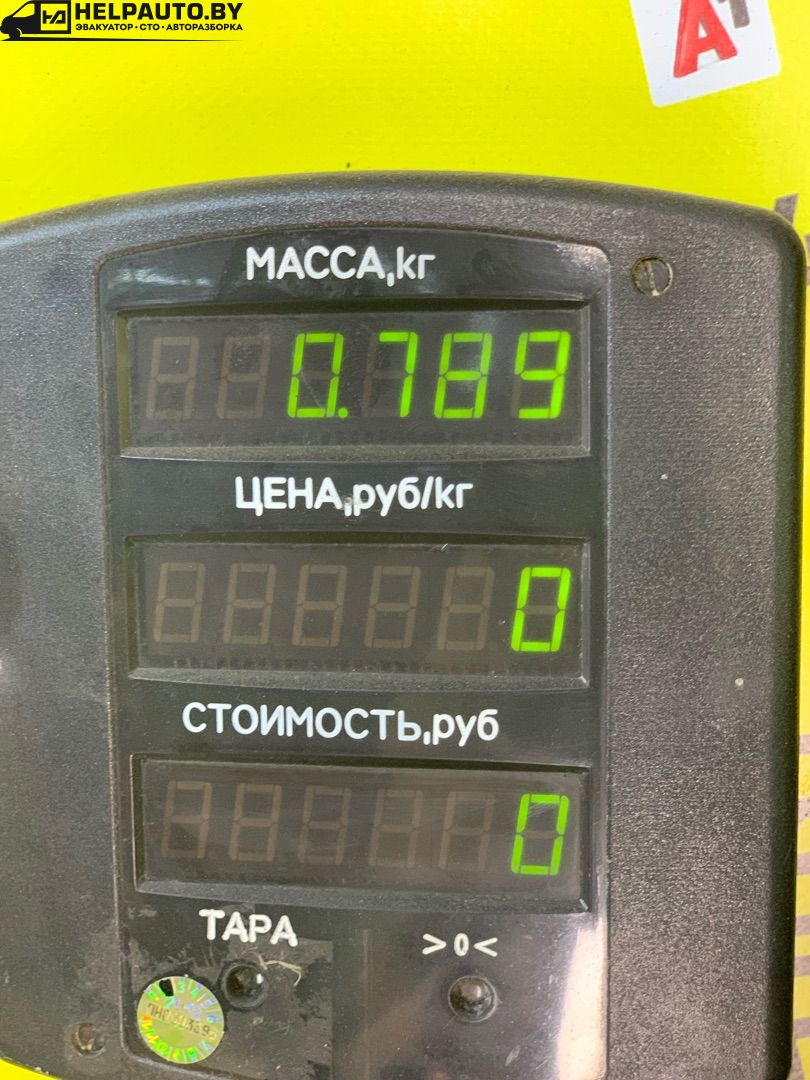 HELPAUTO.BY
ЭВАКУАТОР • СТО • АВТОРАЗБОРКА
МАССА,кг
0.789
ЦЕНА,руб/кг
0
СТОИМОСТЬ,руб
0
ТАРА
>0<